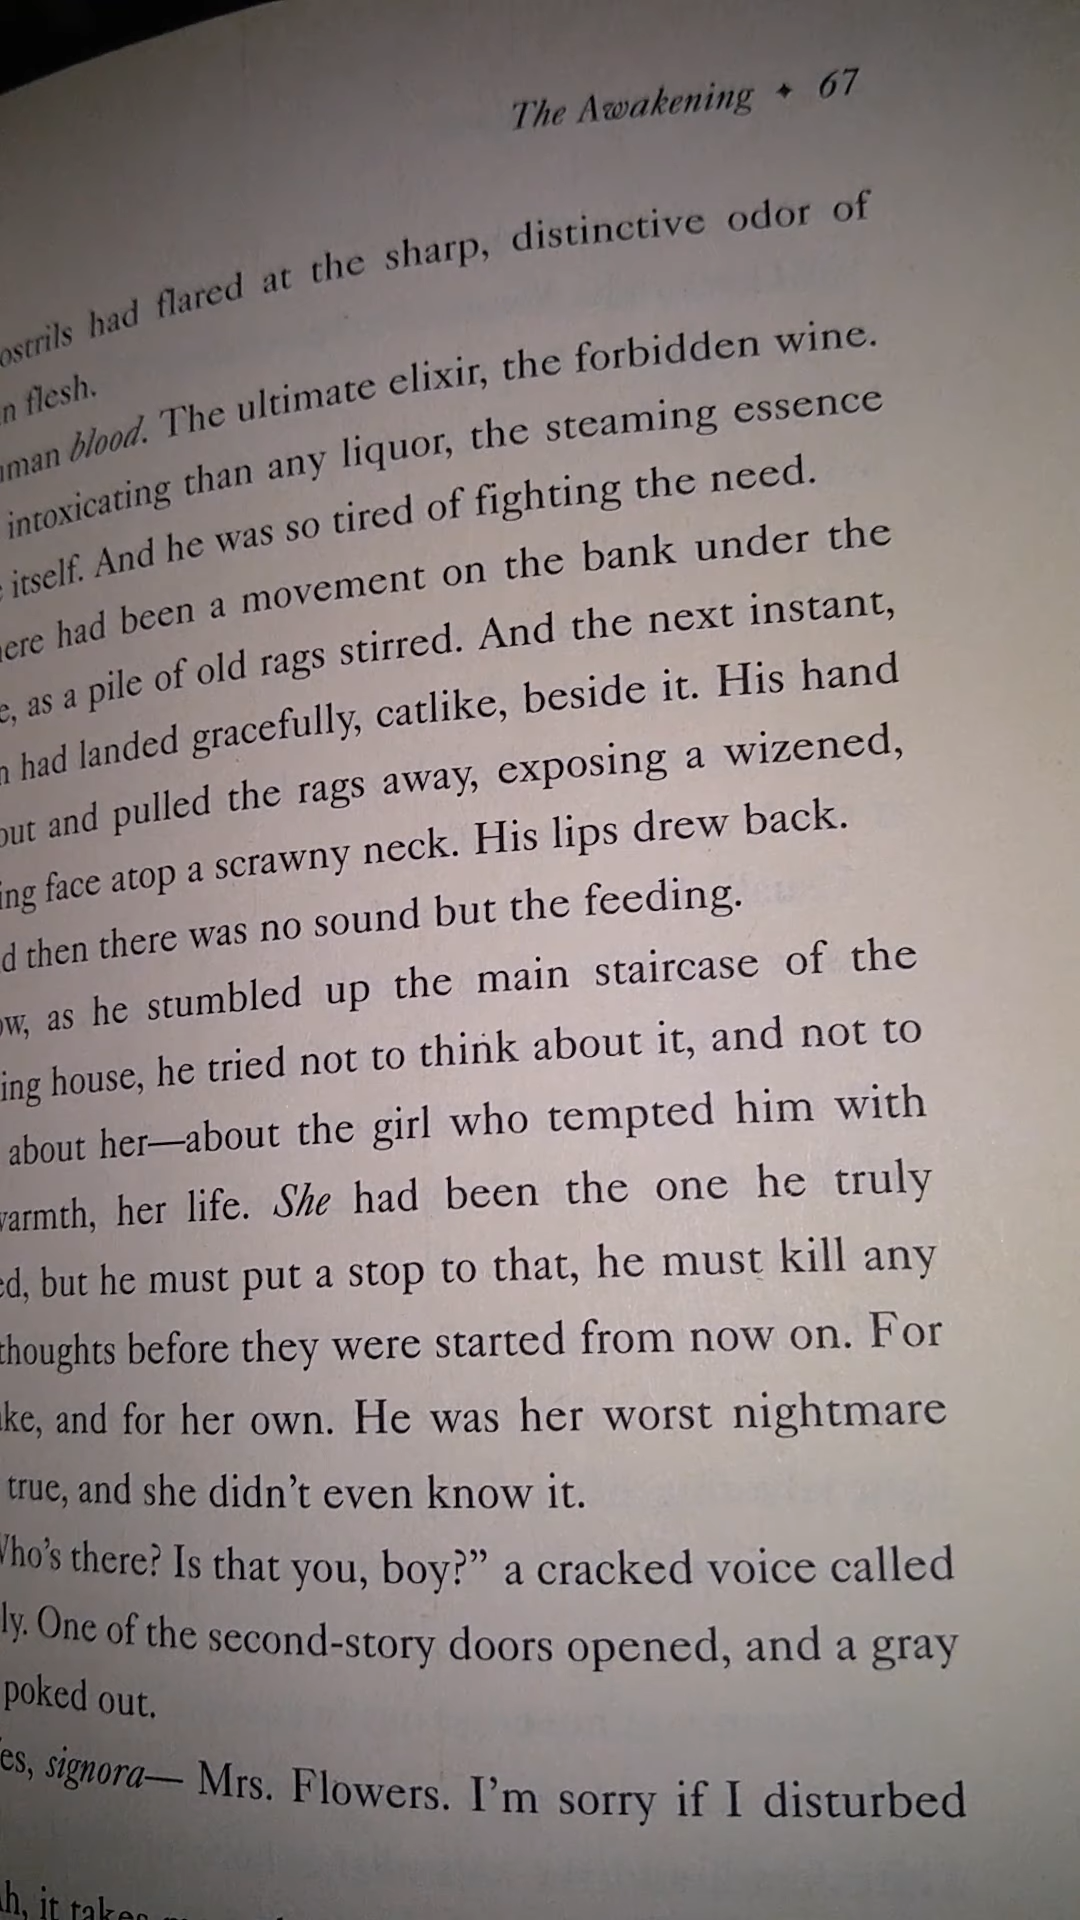 The Awakening ✦ 67
ostrils had flared at the sharp, distinctive odor of
n flesh.
man blood. The ultimate elixir, the forbidden wine.
intoxicating than any liquor, the steaming essence
itself. And he was so tired of fighting the need.
ere had been a movement on the bank under the
e, as a pile of old rags stirred. And the next instant,
had landed gracefully, catlike, beside it. His hand
out and pulled the rags away, exposing a wizened,
ing face atop a scrawny neck. His lips drew back.
d then there was no sound but the feeding.
ow, as he stumbled up the main staircase of the
ing house, he tried not to think about it, and not to
about her—about the girl who tempted him with
warmth, her life. She had been the one he truly
ed, but he must put a stop to that, he must kill any
thoughts before they were started from now on. For
ke, and for her own. He was her worst nightmare
true, and she didn't even know it.
Who's there? Is that you, boy?" a cracked voice called
ly. One of the second-story doors opened, and a gray
poked out.
es, signora— Mrs. Flowers. I'm sorry if I disturbed
h, it takes